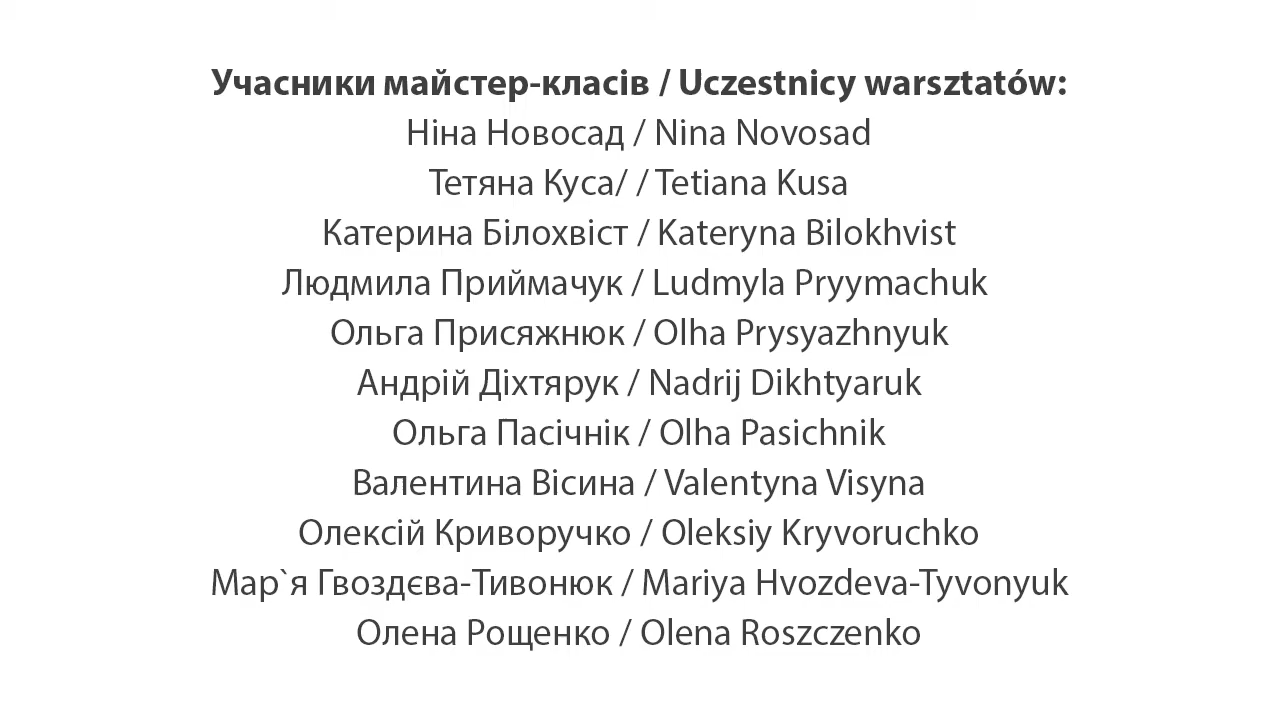 Учасники майстер-класів / Uczestnicy warsztatów:
Ніна Новосад / Nina Novosad
Тетяна Куса/ / Tetiana Kusa
Катерина Білохвіст / Kateryna Bilokhvist
Людмила Приймачук / Ludmyla Pryymachuk
Ольга Присяжнюк / Olha Prysyazhnyuk
Андрій Діхтярук / Nadrij Dikhtyaruk
Ольга Пасічнік / Olha Pasichnik
Валентина Вісина / Valentyna Visyna
Олексій Криворучко / Oleksiy Kryvoruchko
Мар`я Гвоздєва-Тивонюк / Mariya Hvozdeva-Tyvonyuk
Олена Рощенко / Olena Roszczenko